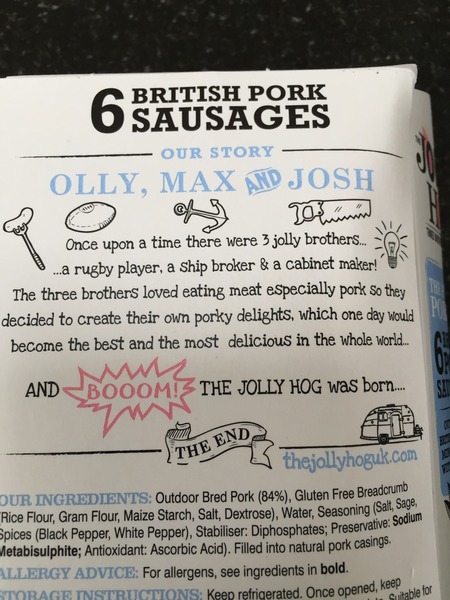 6 BRITISH PORK
SAUSAGES
OUR STORY
OLLY, MAX AND JOSH
Once upon a time there were 3 jolly brothers...
...a rugby player, a ship broker & a cabinet maker!
The three brothers loved eating meat especially pork so they
decided to create their own porky delights, which one day would
become the best and the most delicious in the whole world...
AND BOOOM! THE JOLLY HOG was born....
THE END
thejollyhoguk.com
OUR INGREDIENTS: Outdoor Bred Pork (84%), Gluten Free Breadcrumb
(Rice Flour, Gram Flour, Maize Starch, Salt, Dextrose), Water, Seasoning (Salt, Sage,
Spices (Black Pepper, White Pepper), Stabiliser: Diphosphates; Preservative: Sodium
Metabisulphite; Antioxidant: Ascorbic Acid). Filled into natural pork casings.
ALLERGY ADVICE: For allergens, see ingredients in bold.
STORAGE INSTRUCTIONS: Keep refrigerated. Once opened, keep
Suitable for